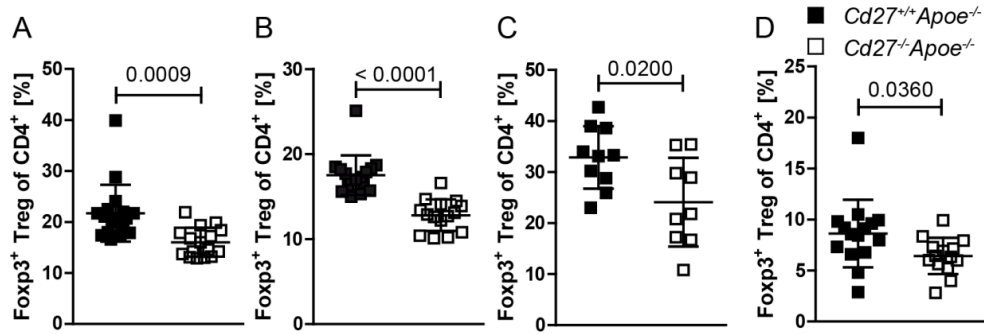 A
Foxp3⁺ Treg of CD4⁺ [%]
50
40
30
20
10
0
0.0009
B
Foxp3⁺ Treg of CD4⁺ [%]
30
20
10
0
< 0.0001
C
Foxp3⁺ Treg of CD4⁺ [%]
50
40
30
20
10
0
0.0200
D
Cd27⁺/⁺Apoe⁻/⁻
Cd27⁻/⁻Apoe⁻/⁻
Foxp3⁺ Treg of CD4⁺ [%]
25
20
15
10
5
0
0.0360